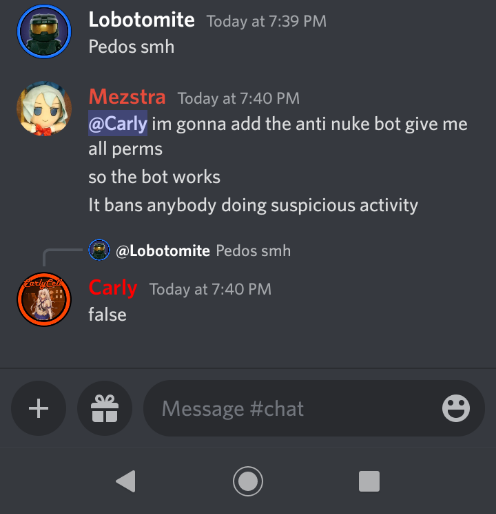 Lobotomite Today at 7:39 PM
Pedos smh
Mezstra Today at 7:40 PM
@Carly im gonna add the anti nuke bot give me
all perms
so the bot works
It bans anybody doing suspicious activity
@Lobotomite Pedos smh
Carly Today at 7:40 PM
false
Message #chat